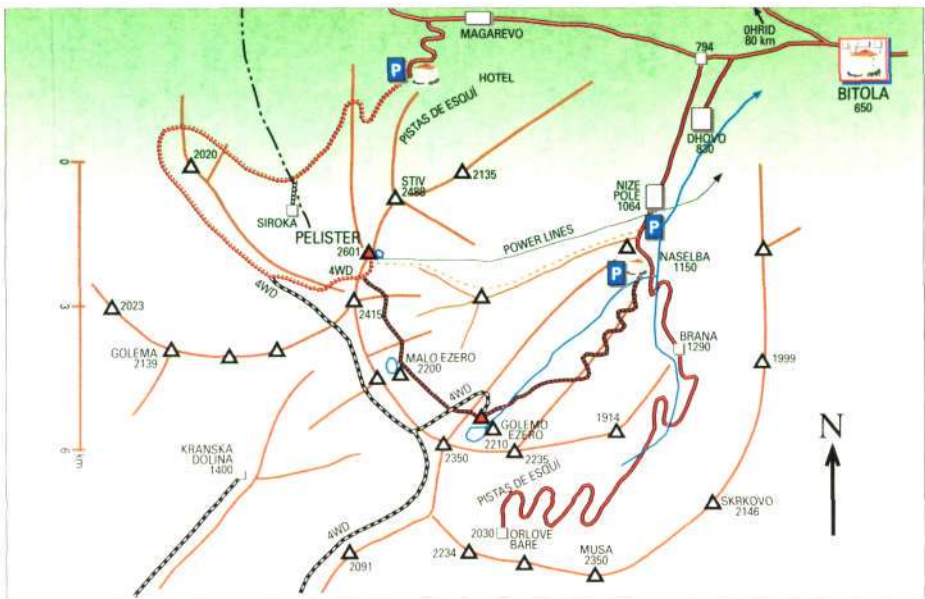 OHRID
80 km
MAGAREVO
794
BITOLA
650
P
HOTEL
PISTAS DE ESQUÍ
DHOVO
830
0
2020
2135
STIV
2488
NIZE
POLE
1064
SIROKA
PELISTER
2601
POWER LINES
P
NASELBA
1150
P
4WD
4WD
3
2023
2415
BRANA
1290
GOLEMA
2139
MALO EZERO
2200
1999
4WD
1914
GOLEMO
EZERO
2210
2350
2235
N
6
km
KRANSKA
DOLINA
1400
PISTAS DE ESQUÍ
SKRKOVO
2146
4WD
2030
ORLOVE
BARE
2091
2234
MUSA
2350